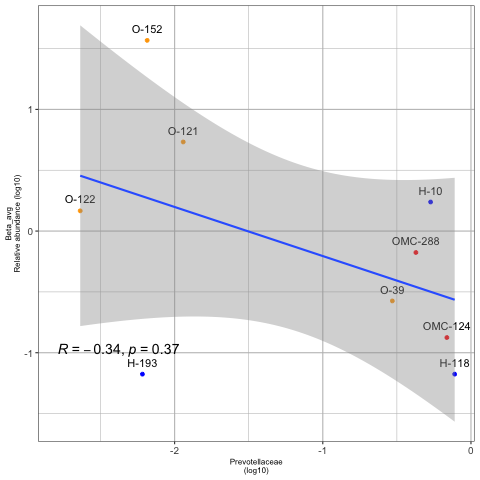 O-152
1
O-121
O-122
H-10
0
OMC-288
O-39
OMC-124
-1
R = −0.34, p = 0.37
H-193
H-118
Beta_avg
Relative abundance (log10)
-2
-1
0
Prevotellaceae
(log10)